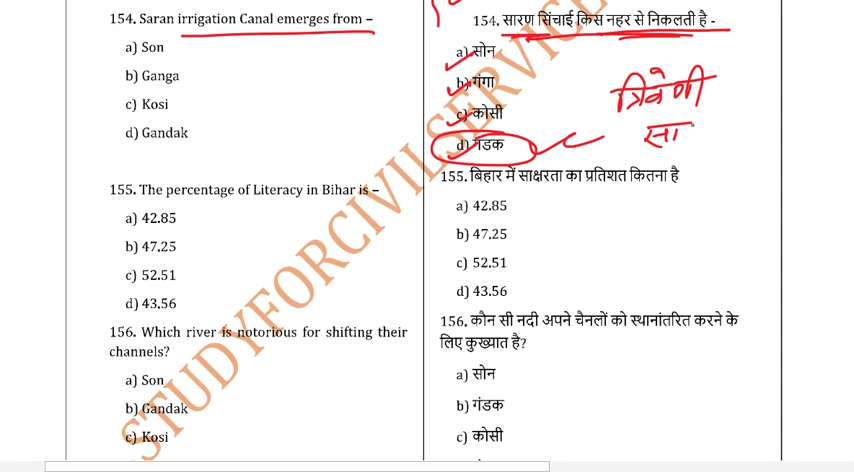 154. Saran irrigation Canal emerges from –
a) Son
b) Ganga
c) Kosi
d) Gandak
155. The percentage of Literacy in Bihar is –
a) 42.85
b) 47.25
c) 52.51
d) 43.56
156. Which river is notorious for shifting their
channels?
a) Son
b) Gandak
c) Kosi
154. सारण सिंचाई किस नहर से निकलती है -
a) सोन
b) गंगा
c) कोसी
d) गंडक
त्रिवेणी
सा
155. बिहार में साक्षरता का प्रतिशत कितना है
a) 42.85
b) 47.25
c) 52.51
d) 43.56
156. कौन सी नदी अपने चैनलों को स्थानांतरित करने के
लिए कुख्यात है?
a) सोन
b) गंडक
c) कोसी
STUDYFORCIVILSERVICES